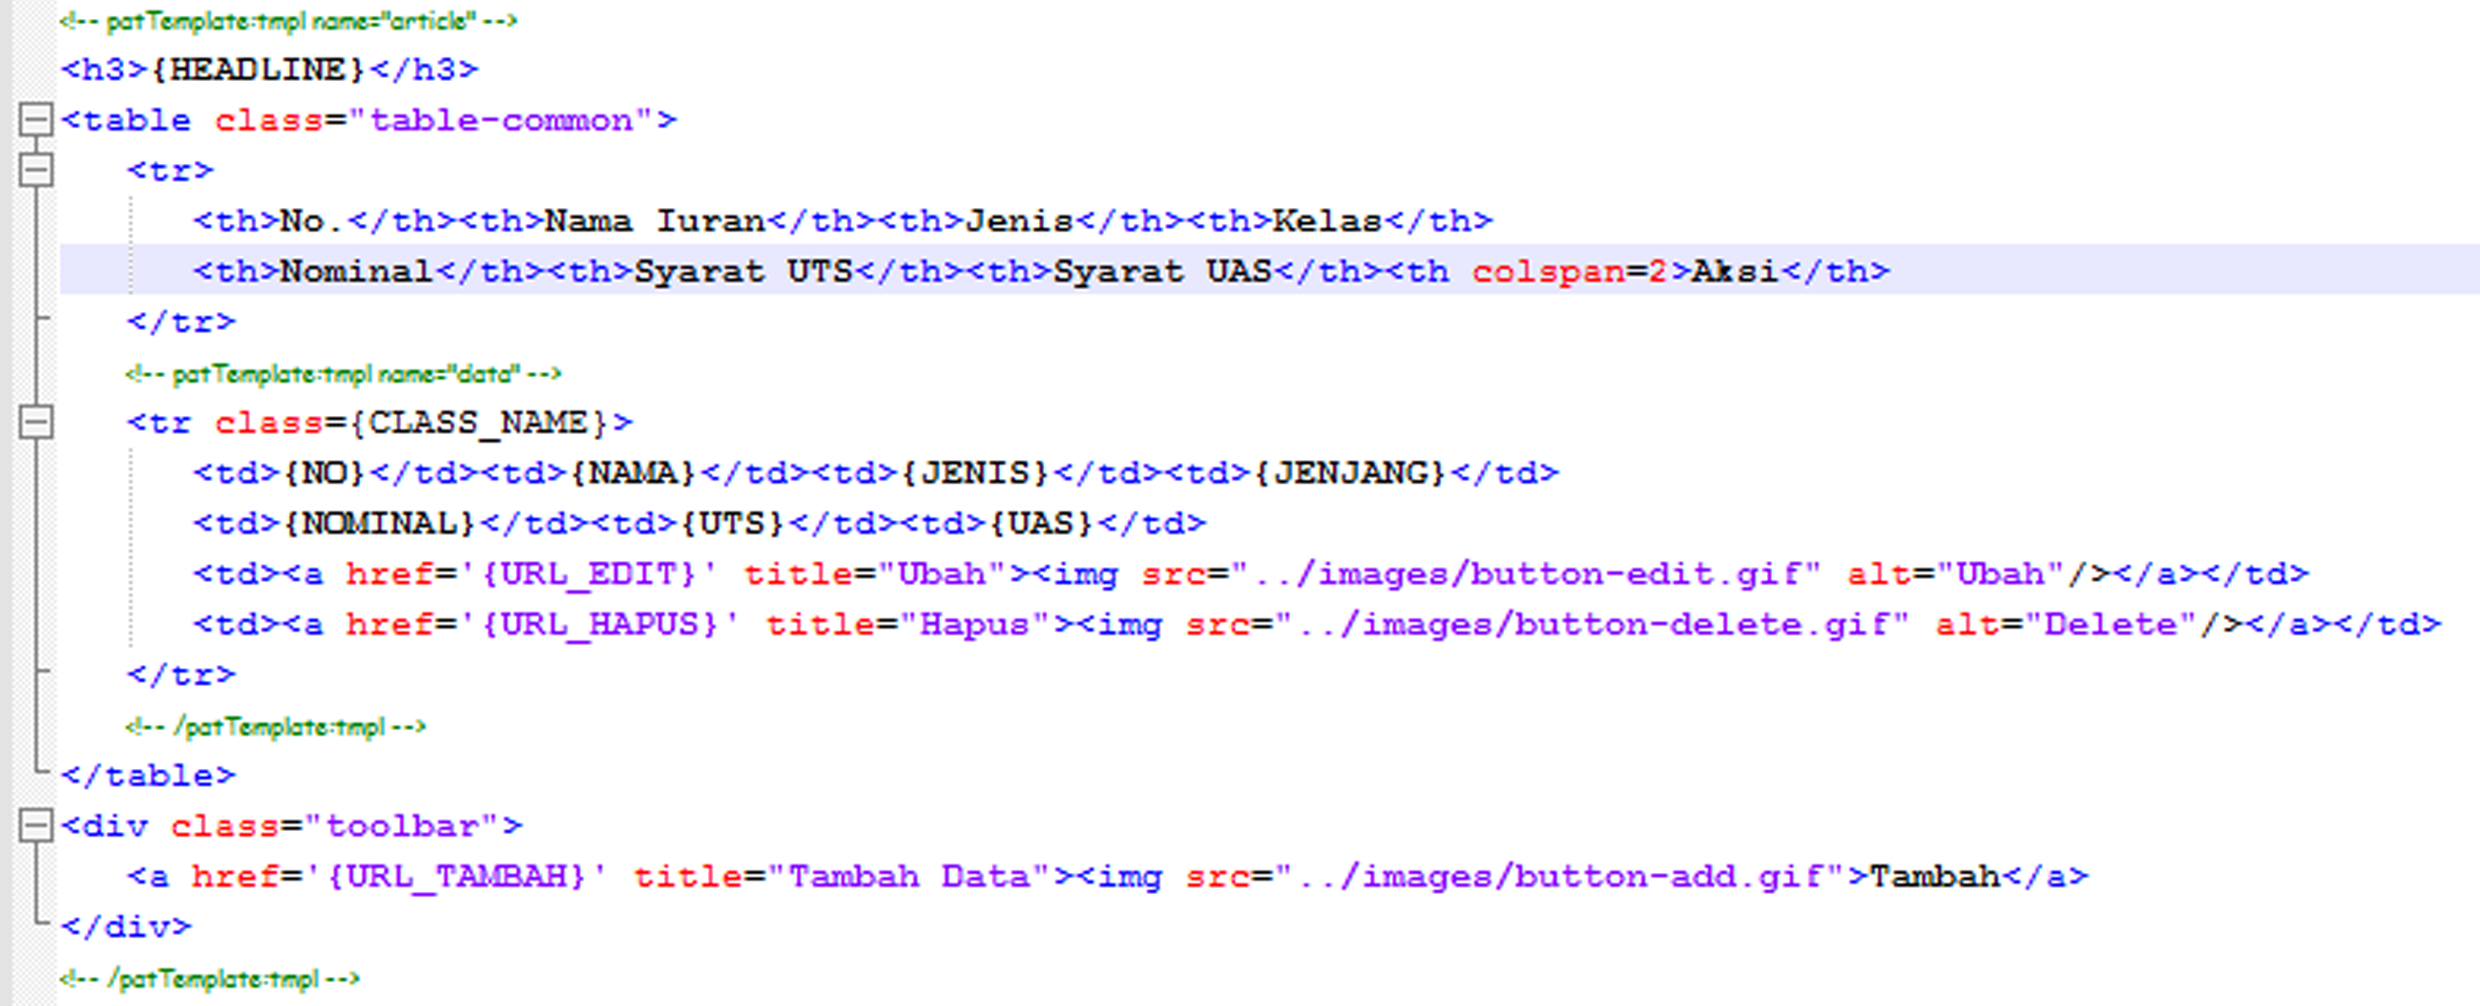 <!-- patTemplate:tmpl name="article" -->
<h3>{HEADLINE}</h3>
<table class="table-common">
<tr>
<th>No.</th><th>Nama Iuran</th><th>Jenis</th><th>Kelas</th>
<th>Nominal</th><th>Syarat UTS</th><th>Syarat UAS</th><th colspan=2>Aksi</th>
</tr>
<!-- patTemplate:tmpl name="data" -->
<tr class={CLASS_NAME}>
<td>{NO}</td><td>{NAMA}</td><td>{JENIS}</td><td>{JENJANG}</td>
<td>{NOMINAL}</td><td>{UTS}</td><td>{UAS}</td>
<td><a href='{URL_EDIT}' title="Ubah"><img src="../images/button-edit.gif" alt="Ubah"/></a></td>
<td><a href='{URL_HAPUS}' title="Hapus"><img src="../images/button-delete.gif" alt="Delete"/></a></td>
</tr>
<!-- /patTemplate:tmpl -->
</table>
<div class="toolbar">
<a href='{URL_TAMBAH}' title="Tambah Data"><img src="../images/button-add.gif">Tambah</a>
</div>
<!-- /patTemplate:tmpl -->